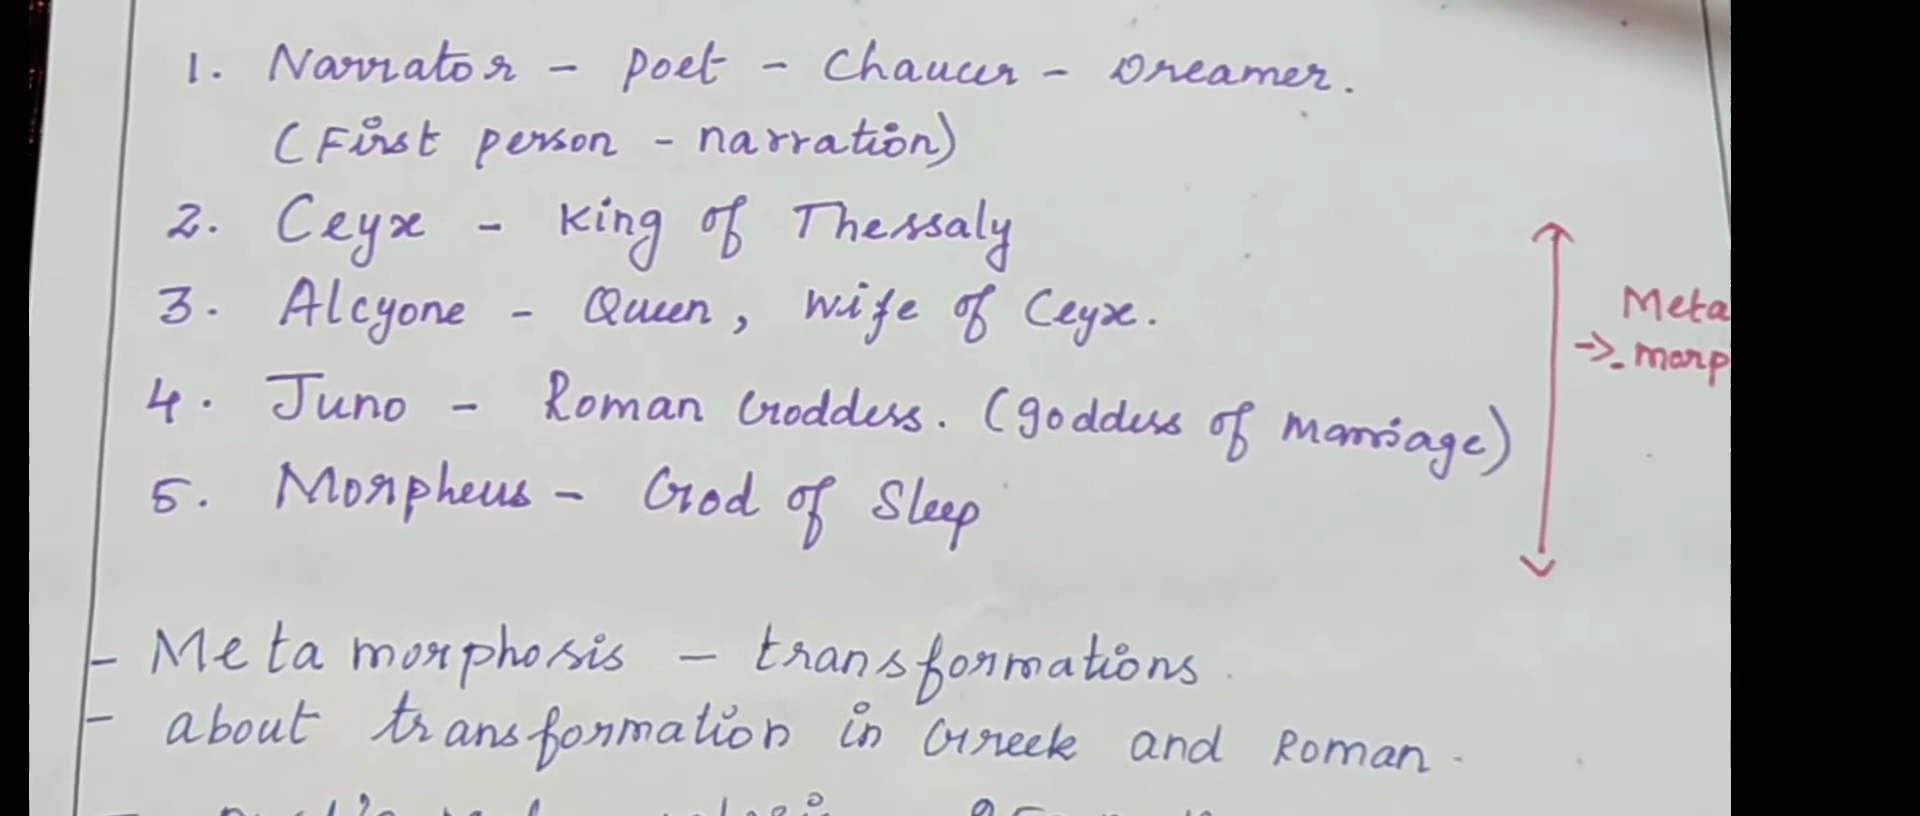 1. Narrator - poet - Chaucer - Dreamer.
(First person - narration)
2. Ceyx - King of Thessaly
3. Alcyone - Queen, wife of Ceyx.
4. Juno - Roman Goddess. (goddess of marriage)
5. Morpheus - God of Sleep
Meta
→ morp
- Meta morphosis - transformations.
- about transformation in Greek and Roman.